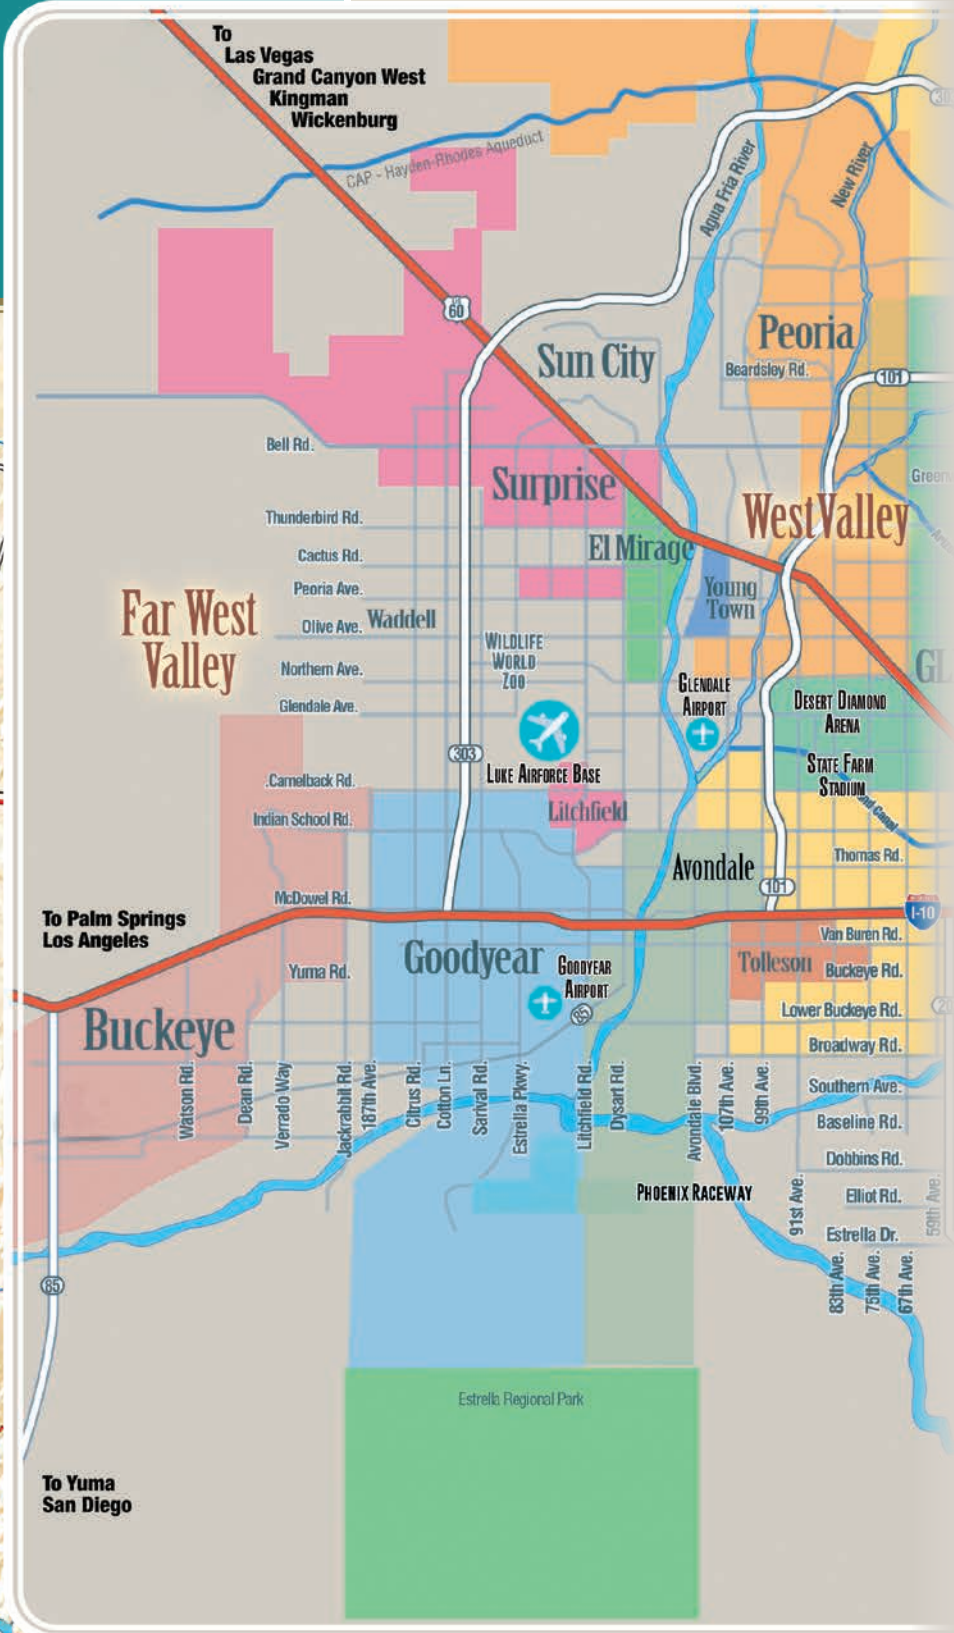 To
Las Vegas
Grand Canyon West
Kingman
Wickenburg
CAP - Hayden-Rhodes Aqueduct
Agua Fria River
New River
US
60
Sun City
Peoria
Beardsley Rd.
101
Bell Rd.
Surprise
Thunderbird Rd.
West Valley
Cactus Rd.
El Mirage
Peoria Ave.
Young
Town
Far West
Valley
Olive Ave.
Waddell
WILDLIFE
WORLD
ZOO
Northern Ave.
Glendale Ave.
GLENDALE
AIRPORT
DESERT DIAMOND
ARENA
303
LUKE AIRFORCE BASE
STATE FARM
STADIUM
Camelback Rd.
Litchfield
Indian School Rd.
Thomas Rd.
Avondale
101
McDowel Rd.
To Palm Springs
Los Angeles
I-10
Van Buren Rd.
Goodyear
GOODYEAR
AIRPORT
Tolleson
Buckeye Rd.
Yuma Rd.
85
Lower Buckeye Rd.
Buckeye
Broadway Rd.
Watson Rd.
Dean Rd.
Verrado Way
Jackrabbit Rd.
187th Ave.
Citrus Rd.
Cotton Ln.
Sarival Rd.
Estrella Pkwy.
Litchfield Rd.
Dysart Rd.
Avondale Blvd.
107th Ave.
99th Ave.
Southern Ave.
Baseline Rd.
Dobbins Rd.
PHOENIX RACEWAY
91st Ave.
Elliot Rd.
59th Ave.
Estrella Dr.
83th Ave.
75th Ave.
67th Ave.
85
Estrella Regional Park
To Yuma
San Diego